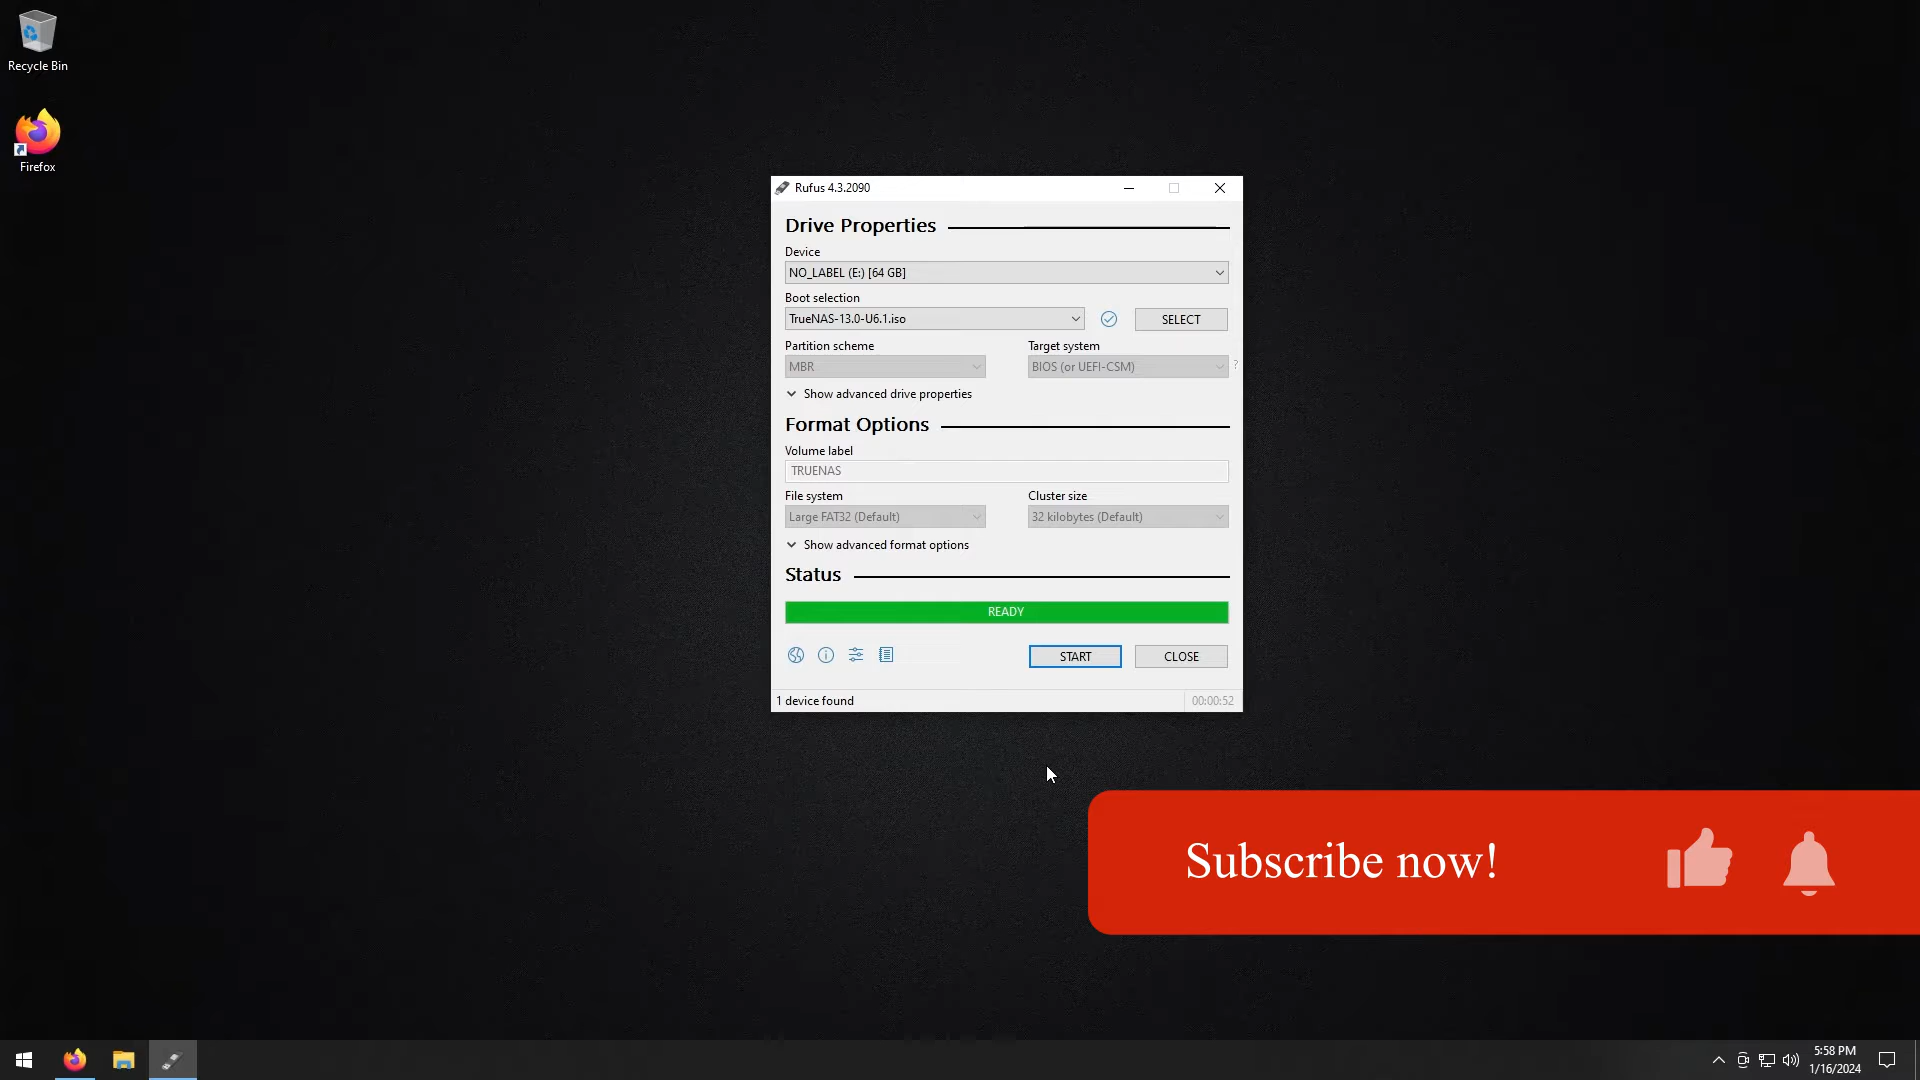 Recycle Bin
Firefox
Rufus 4.3.2090
Drive Properties
Device
NO_LABEL (E:) [64 GB]
Boot selection
TrueNAS-13.0-U6.1.iso
SELECT
Partition scheme
Target system
MBR
BIOS (or UEFI-CSM)
?
Show advanced drive properties
Format Options
Volume label
TRUENAS
File system
Cluster size
Large FAT32 (Default)
32 kilobytes (Default)
Show advanced format options
Status
READY
START
CLOSE
1 device found
00:00:52
Subscribe now!
5:58 PM
1/16/2024